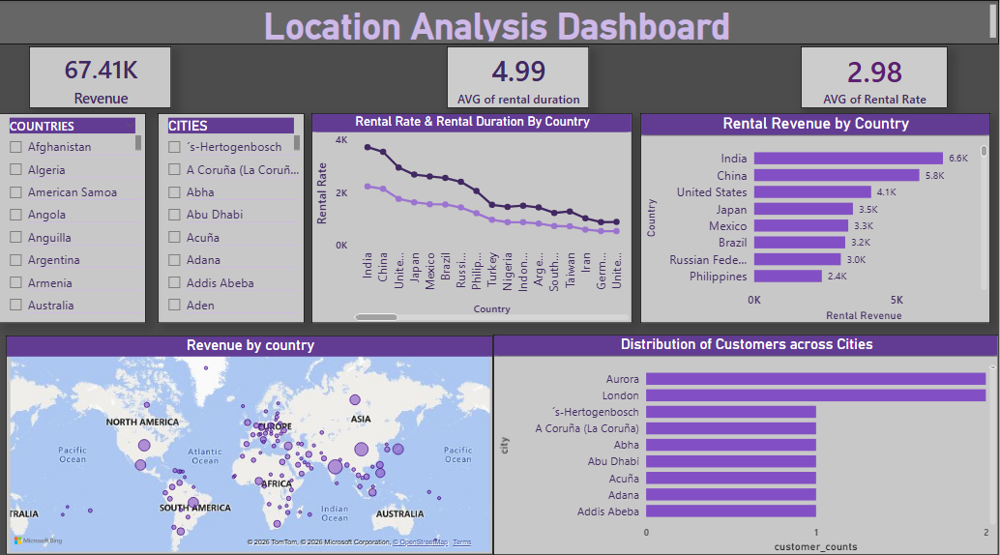 Location Analysis Dashboard
67.41K
Revenue
4.99
AVG of rental duration
2.98
AVG of Rental Rate
COUNTRIES
Afghanistan
Algeria
American Samoa
Angola
Anguilla
Argentina
Armenia
Australia
CITIES
´s-Hertogenbosch
A Coruña (La Coruñ...
Abha
Abu Dhabi
Acuña
Adana
Addis Abeba
Aden
Rental Rate & Rental Duration By Country
Rental Rate
4K
2K
0K
India
China
Unite...
Japan
Mexico
Brazil
Russi...
Philip...
Turkey
Nigeria
Indon...
Arge...
South...
Taiwan
Iran
Germ...
Unite...
Country
Rental Revenue by Country
Country
India 6.6K
China 5.8K
United States 4.1K
Japan 3.5K
Mexico 3.3K
Brazil 3.2K
Russian Fede... 3.0K
Philippines 2.4K
0K 5K
Rental Revenue
Revenue by country
NORTH AMERICA
EUROPE
ASIA
Pacific
Ocean
Atlantic
Ocean
Pacific
Ocean
AFRICA
SOUTH AMERICA
Indian
Ocean
TRALIA
AUSTRALIA
Microsoft Bing
© 2026 TomTom, © 2026 Microsoft Corporation, © OpenStreetMap Terms
Distribution of Customers across Cities
city
Aurora
London
´s-Hertogenbosch
A Coruña (La Coruña)
Abha
Abu Dhabi
Acuña
Adana
Addis Abeba
0 1 2
customer_counts